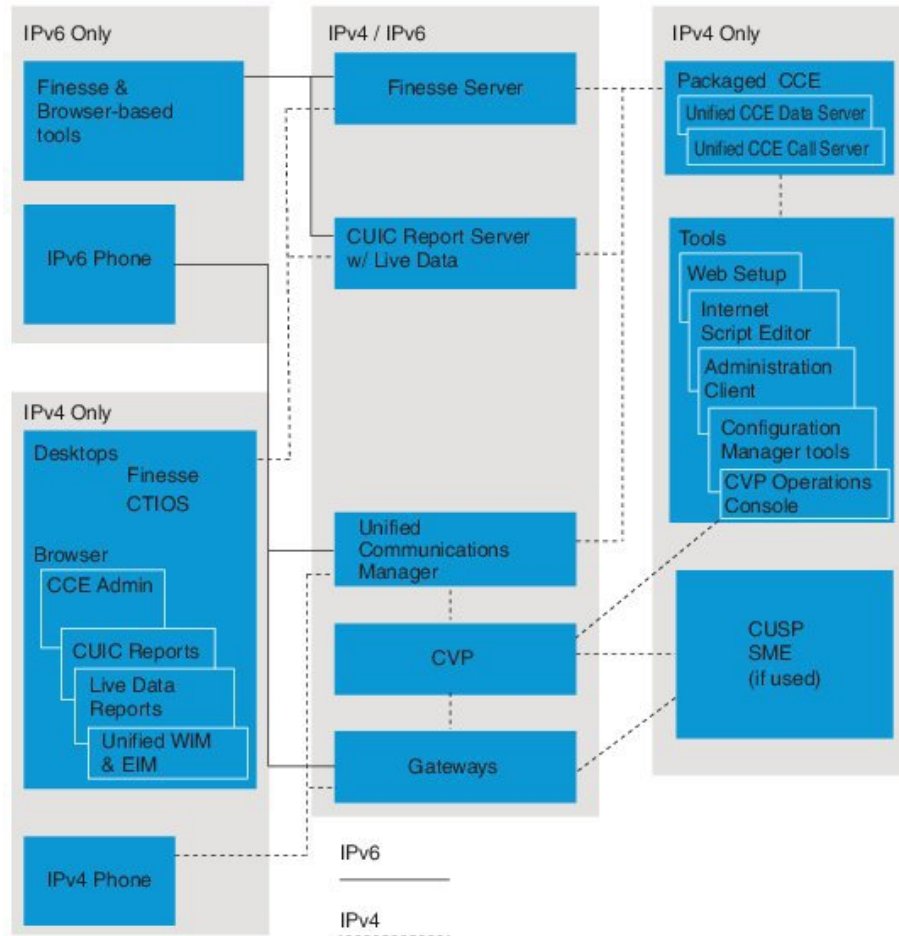 IPv6 Only
Finesse &
Browser-based
tools
IPv6 Phone
IPv4 Only
Desktops
Finesse
CTIOS
Browser
CCE Admin
CUIC Reports
Live Data
Reports
Unified WIM
& EIM
IPv4 Phone
IPv4 / IPv6
Finesse Server
CUIC Report Server
w/ Live Data
Unified
Communications
Manager
CVP
Gateways
IPv6
IPv4
IPv4 Only
Packaged CCE
Unified CCE Data Server
Unified CCE Call Server
Tools
Web Setup
Internet
Script Editor
Administration
Client
Configuration
Manager tools
CVP Operations
Console
CUSP
SME
(if used)